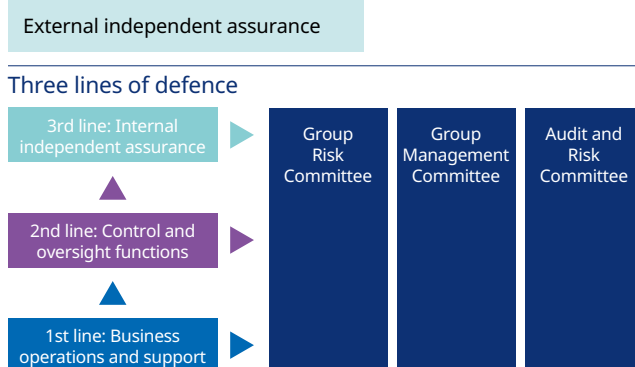 External independent assurance
Three lines of defence
3rd line: Internal
independent assurance
Group
Risk
Committee
Group
Management
Committee
Audit and
Risk
Committee
2nd line: Control and
oversight functions
1st line: Business
operations and support